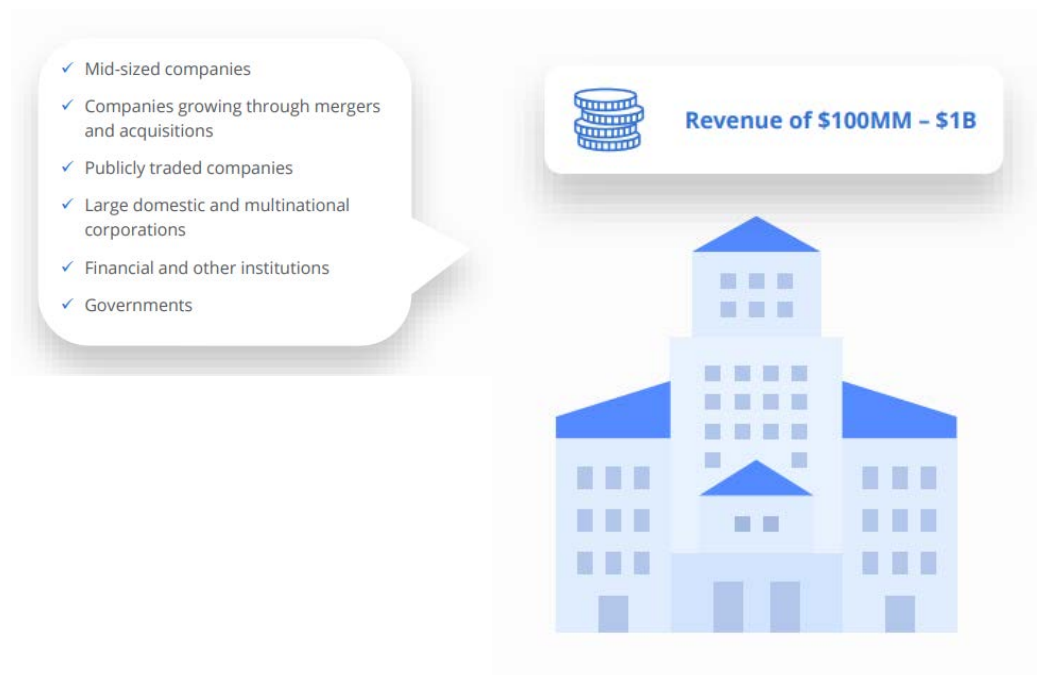 Mid-sized companies
Companies growing through mergers
and acquisitions
Publicly traded companies
Large domestic and multinational
corporations
Financial and other institutions
Governments
Revenue of $100MM – $1B